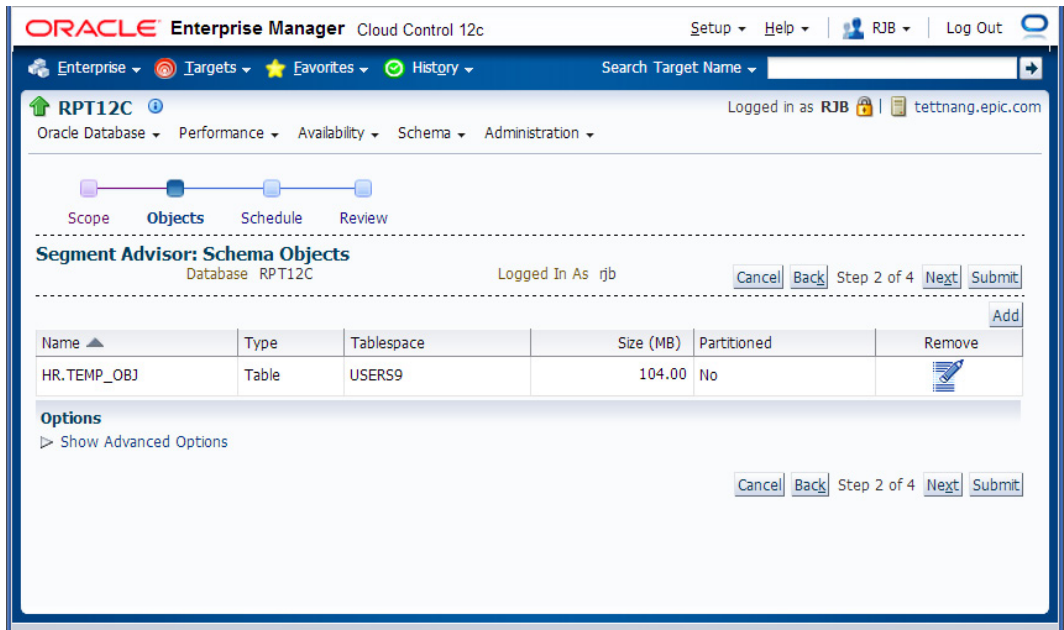 ORACLE Enterprise Manager Cloud Control 12c Setup Help RJB Log Out
Enterprise Targets Favorites History Search Target Name
RPT12C Logged in as RJB tettnang.epic.com
Oracle Database Performance Availability Schema Administration
Scope Objects Schedule Review
Segment Advisor: Schema Objects
Database RPT12C Logged In As rjb Cancel Back Step 2 of 4 Next Submit
Add
Name Type Tablespace Size (MB) Partitioned Remove
HR.TEMP_OBJ Table USERS9 104.00 No
Options
Show Advanced Options
Cancel Back Step 2 of 4 Next Submit